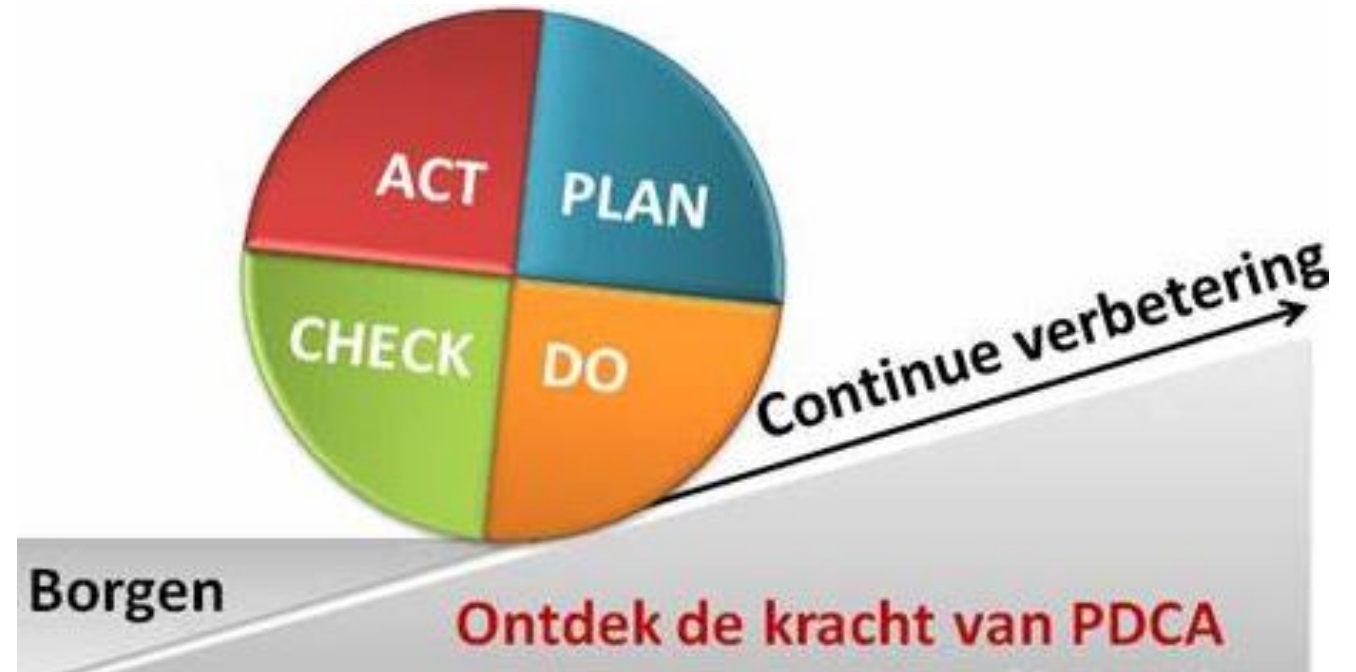 ACT
PLAN
CHECK
DO
Continue verbetering
Borgen
Ontdek de kracht van PDCA